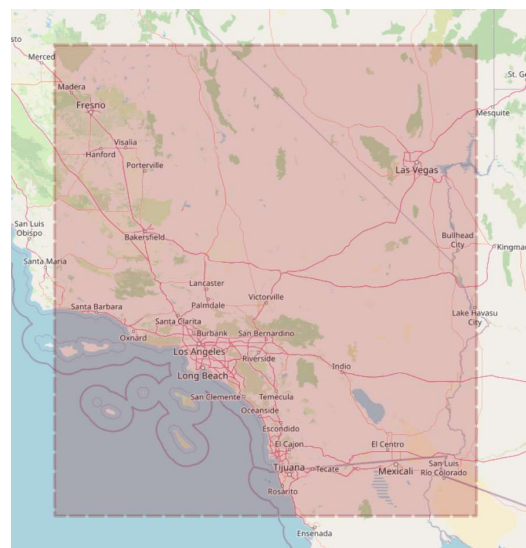 sto
Merced
Madera
Fresno
St. G
Mesquite
Visalia
Hanford
Porterville
Las Vegas
San Luis
Obispo
Bakersfield
Bullhead
City
Kingma
Santa Maria
Lancaster
Palmdale
Victorville
Santa Barbara
Lake Havasu
City
Santa Clarita
Oxnard
Burbank
San Bernardino
Los Angeles
Riverside
Long Beach
Indio
San Clemente
Temecula
Oceanside
Escondido
El Cajon
El Centro
Tijuana
Tecate
Mexicali
San Luis
Río Colorado
Rosarito
Ensenada